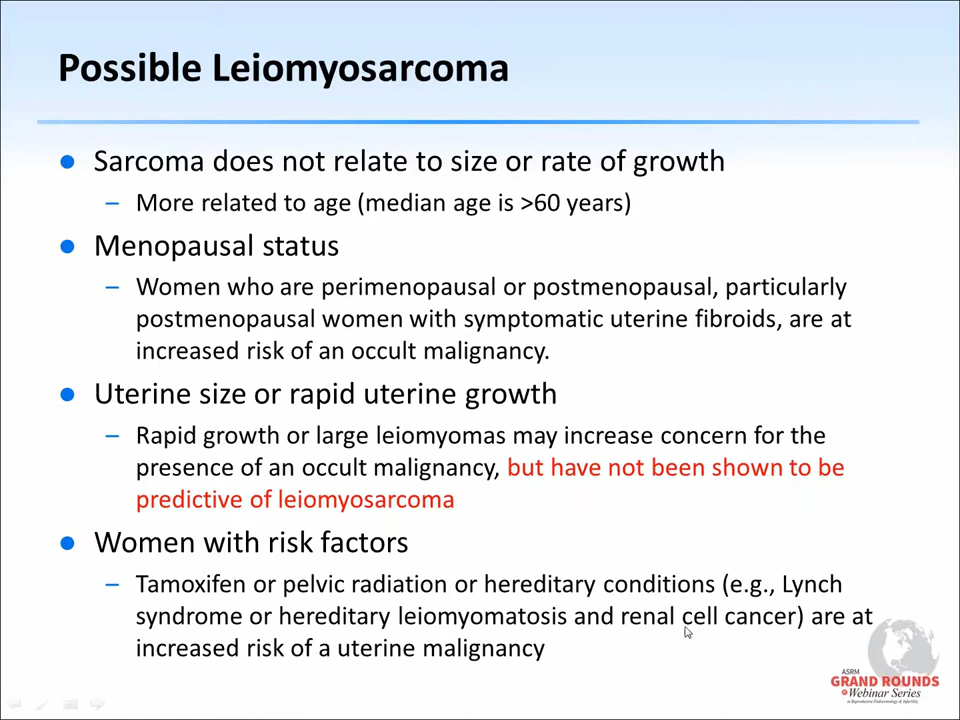 Possible Leiomyosarcoma
● Sarcoma does not relate to size or rate of growth
– More related to age (median age is >60 years)
● Menopausal status
– Women who are perimenopausal or postmenopausal, particularly
postmenopausal women with symptomatic uterine fibroids, are at
increased risk of an occult malignancy.
● Uterine size or rapid uterine growth
– Rapid growth or large leiomyomas may increase concern for the
presence of an occult malignancy, but have not been shown to be
predictive of leiomyosarcoma
● Women with risk factors
– Tamoxifen or pelvic radiation or hereditary conditions (e.g., Lynch
syndrome or hereditary leiomyomatosis and renal cell cancer) are at
increased risk of a uterine malignancy
ASRM
GRAND ROUNDS
Webinar Series
in Reproductive Endocrinology & Infertility